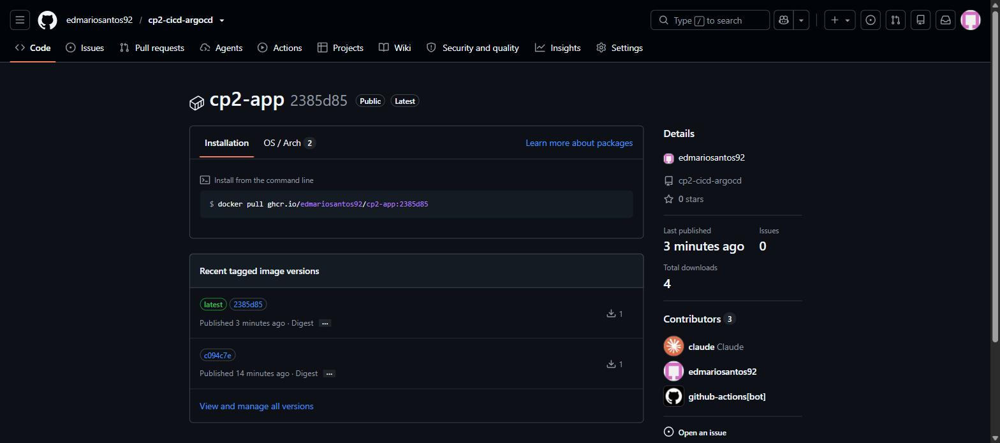 edmariosantos92 / cp2-cicd-argocd
Type / to search
Code Issues Pull requests Agents Actions Projects Wiki Security and quality Insights Settings
cp2-app 2385d85 Public Latest
Installation OS / Arch 2 Learn more about packages
Install from the command line
$ docker pull ghcr.io/edmariosantos92/cp2-app:2385d85
Recent tagged image versions
latest 2385d85
Published 3 minutes ago · Digest ...
1
c094c7e
Published 14 minutes ago · Digest ...
1
View and manage all versions
Details
edmariosantos92
cp2-cicd-argocd
0 stars
Last published Issues
3 minutes ago 0
Total downloads
4
Contributors 3
claude Claude
edmariosantos92
github-actions[bot]
Open an issue